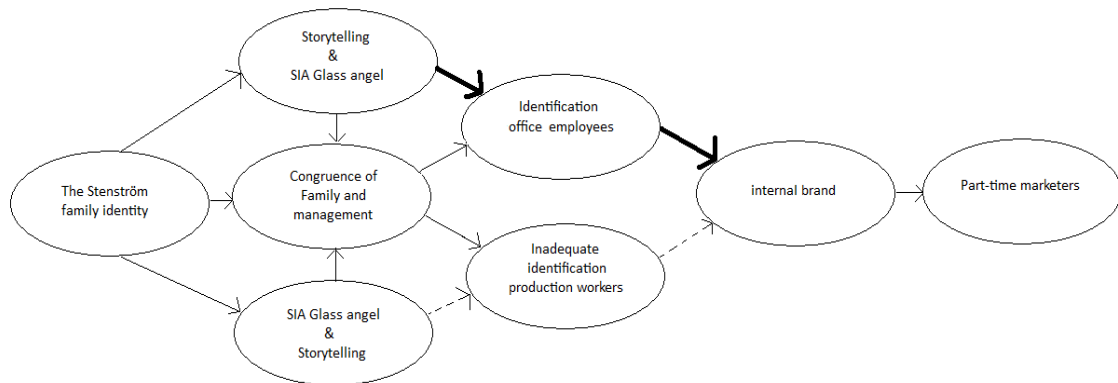 Storytelling
&
SIA Glass angel
Identification
office employees
The Stenström
family identity
Congruence of
Family and
management
internal brand
Part-time marketers
Inadequate
identification
production workers
SIA Glass angel
&
Storytelling